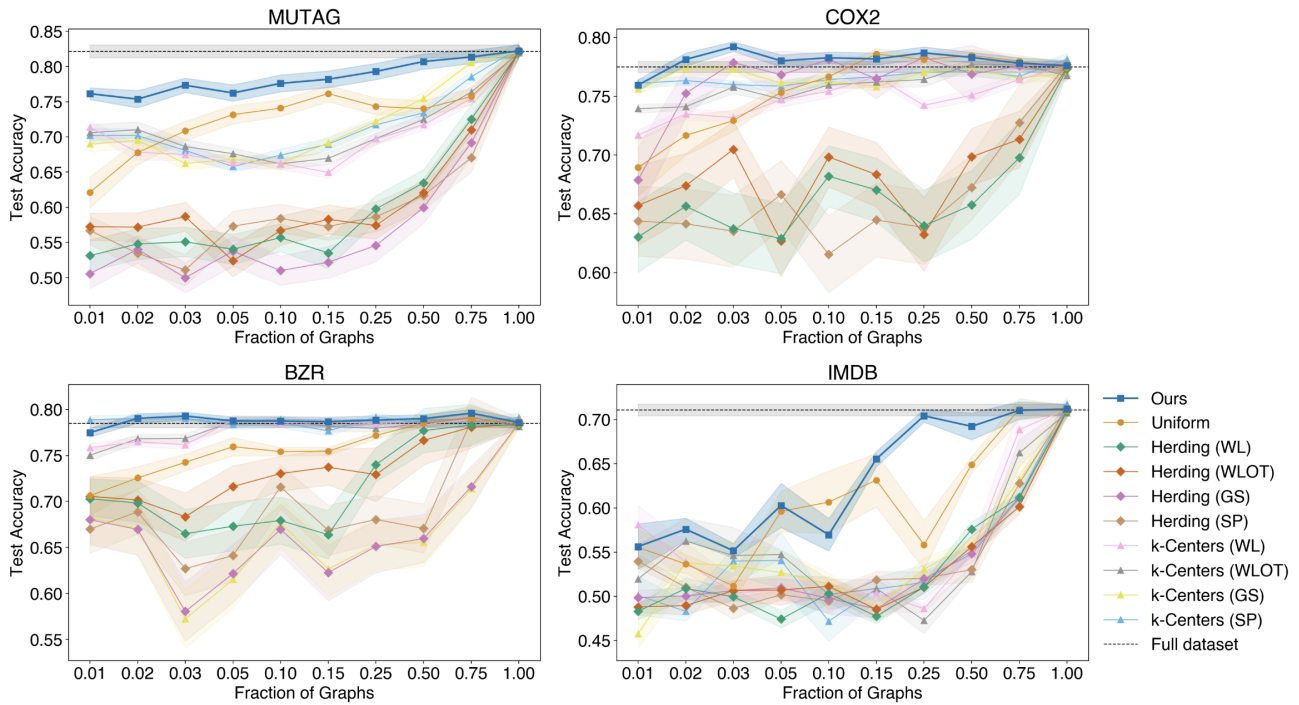 MUTAG
0.85
0.80
0.75
0.70
0.65
0.60
0.55
0.50
Test Accuracy
0.01 0.02 0.03 0.05 0.10 0.15 0.25 0.50 0.75 1.00
Fraction of Graphs
COX2
0.80
0.75
0.70
0.65
0.60
Test Accuracy
0.01 0.02 0.03 0.05 0.10 0.15 0.25 0.50 0.75 1.00
Fraction of Graphs
BZR
0.80
0.75
0.70
0.65
0.60
0.55
Test Accuracy
0.01 0.02 0.03 0.05 0.10 0.15 0.25 0.50 0.75 1.00
Fraction of Graphs
IMDB
0.70
0.65
0.60
0.55
0.50
0.45
Test Accuracy
0.01 0.02 0.03 0.05 0.10 0.15 0.25 0.50 0.75 1.00
Fraction of Graphs
Ours
Uniform
Herding (WL)
Herding (WLOT)
Herding (GS)
Herding (SP)
k-Centers (WL)
k-Centers (WLOT)
k-Centers (GS)
k-Centers (SP)
Full dataset